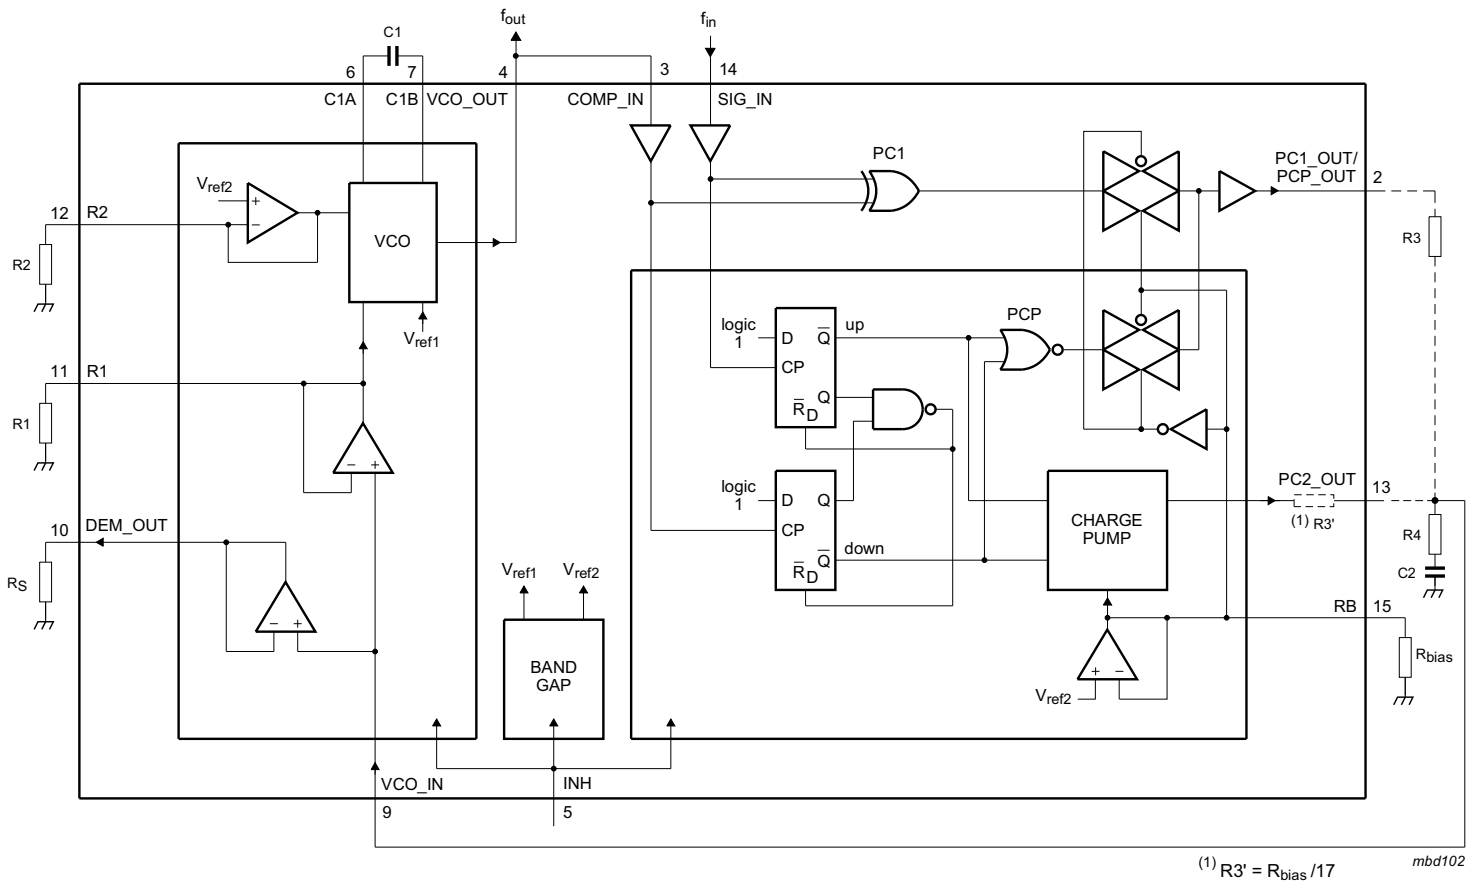 fout
fin
C1
6
7
4
3
14
C1A
C1B
VCO_OUT
COMP_IN
SIG_IN
PC1
PC1_OUT/
PCP_OUT
2
Vref2
+
−
12
R2
VCO
R2
R3
Vref1
logic
1
D
Q̅
up
PCP
CP
11
R1
R̅D
Q
R1
−
+
logic
1
D
Q
PC2_OUT
13
CP
CHARGE
PUMP
(1) R3'
R4
10
DEM_OUT
down
R̅D
Q̅
C2
RS
Vref1
Vref2
−
+
RB
15
BAND
GAP
Rbias
+
−
Vref2
VCO_IN
INH
9
5
(1) R3' = Rbias /17
mbd102